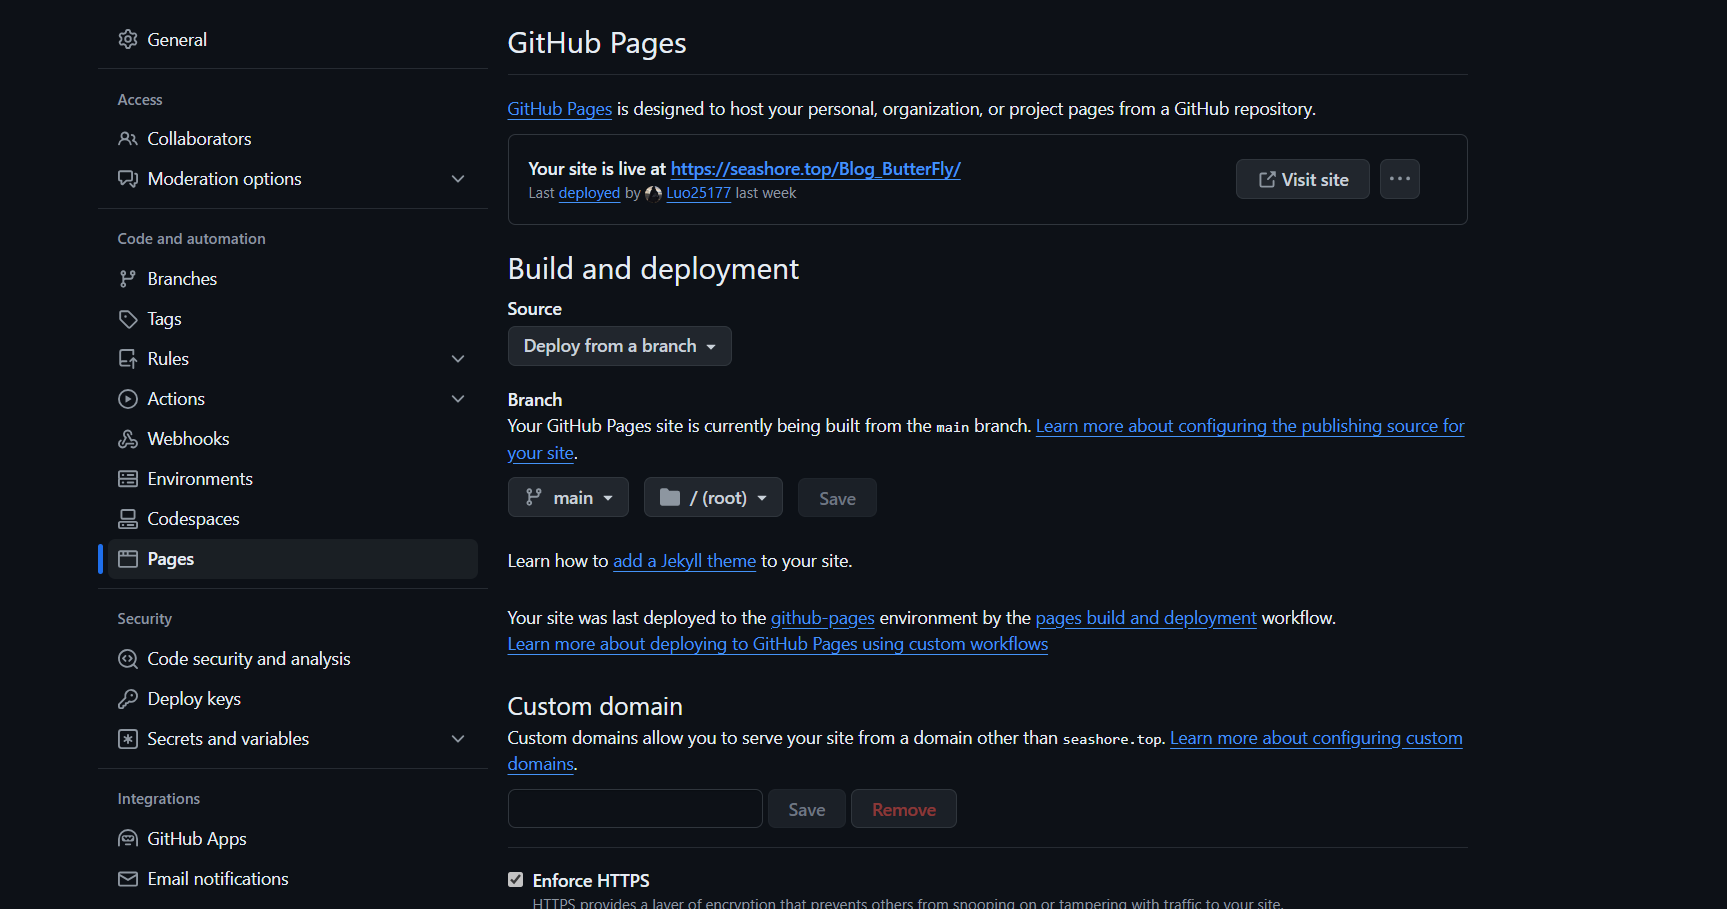 General
Access
Collaborators
Moderation options
Code and automation
Branches
Tags
Rules
Actions
Webhooks
Environments
Codespaces
Pages
Security
Code security and analysis
Deploy keys
Secrets and variables
Integrations
GitHub Apps
Email notifications
GitHub Pages
GitHub Pages is designed to host your personal, organization, or project pages from a GitHub repository.
Your site is live at https://seashore.top/Blog_ButterFly/
Last deployed by Luo25177 last week
Visit site
Build and deployment
Source
Deploy from a branch
Branch
Your GitHub Pages site is currently being built from the main branch. Learn more about configuring the publishing source for
your site.
main
/ (root)
Save
Learn how to add a Jekyll theme to your site.
Your site was last deployed to the github-pages environment by the pages build and deployment workflow.
Learn more about deploying to GitHub Pages using custom workflows
Custom domain
Custom domains allow you to serve your site from a domain other than seashore.top. Learn more about configuring custom
domains.
Save
Remove
Enforce HTTPS
HTTPS provides a layer of encryption that prevents others from snooping on or tampering with traffic to your site.